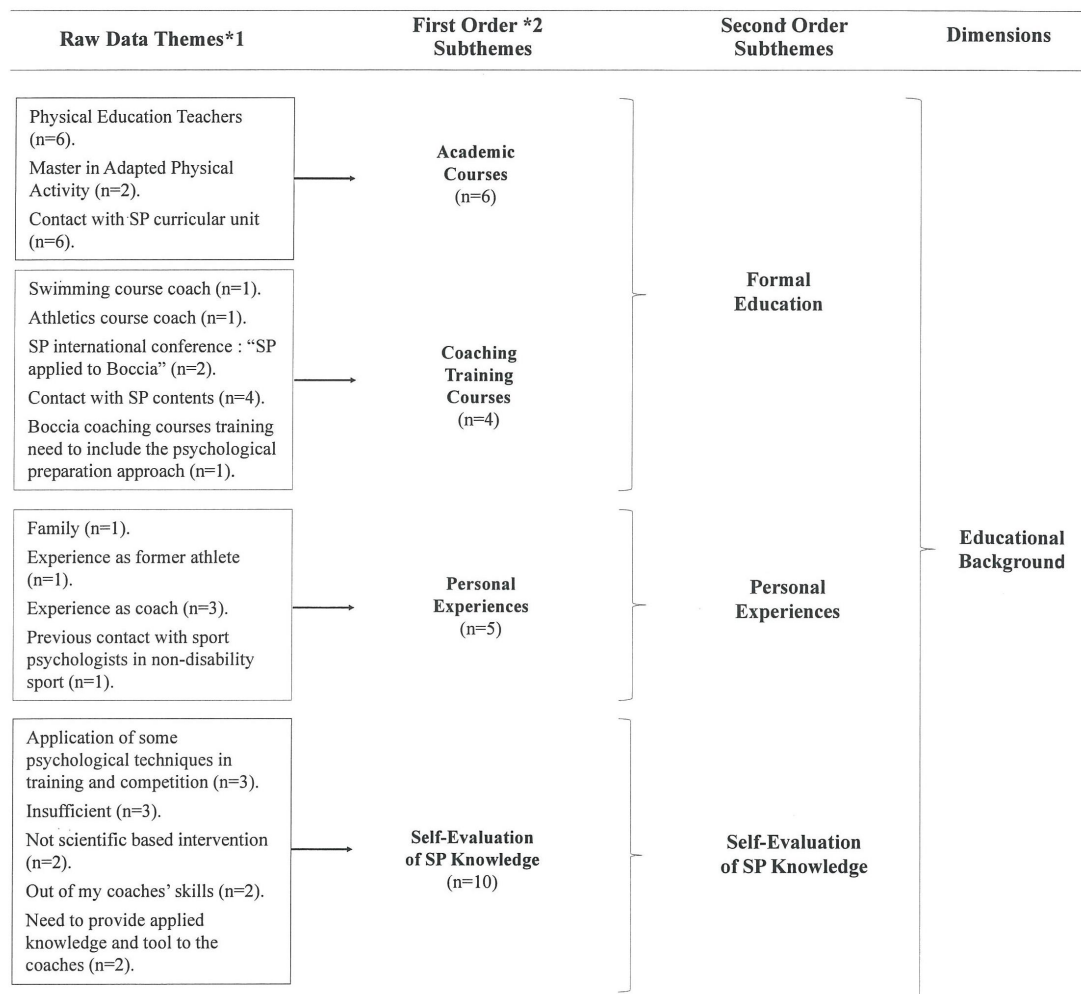 Raw Data Themes*1
First Order *2
Subthemes
Second Order
Subthemes
Dimensions
Physical Education Teachers
(n=6).
Master in Adapted Physical
Activity (n=2).
Contact with SP curricular unit
(n=6).
Academic
Courses
(n=6)
Swimming course coach (n=1).
Athletics course coach (n=1).
SP international conference : “SP
applied to Boccia” (n=2).
Contact with SP contents (n=4).
Boccia coaching courses training
need to include the psychological
preparation approach (n=1).
Coaching
Training
Courses
(n=4)
Formal
Education
Family (n=1).
Experience as former athlete
(n=1).
Experience as coach (n=3).
Previous contact with sport
psychologists in non-disability
sport (n=1).
Personal
Experiences
(n=5)
Personal
Experiences
Educational
Background
Application of some
psychological techniques in
training and competition (n=3).
Insufficient (n=3).
Not scientific based intervention
(n=2).
Out of my coaches’ skills (n=2).
Need to provide applied
knowledge and tool to the
coaches (n=2).
Self-Evaluation
of SP Knowledge
(n=10)
Self-Evaluation
of SP Knowledge